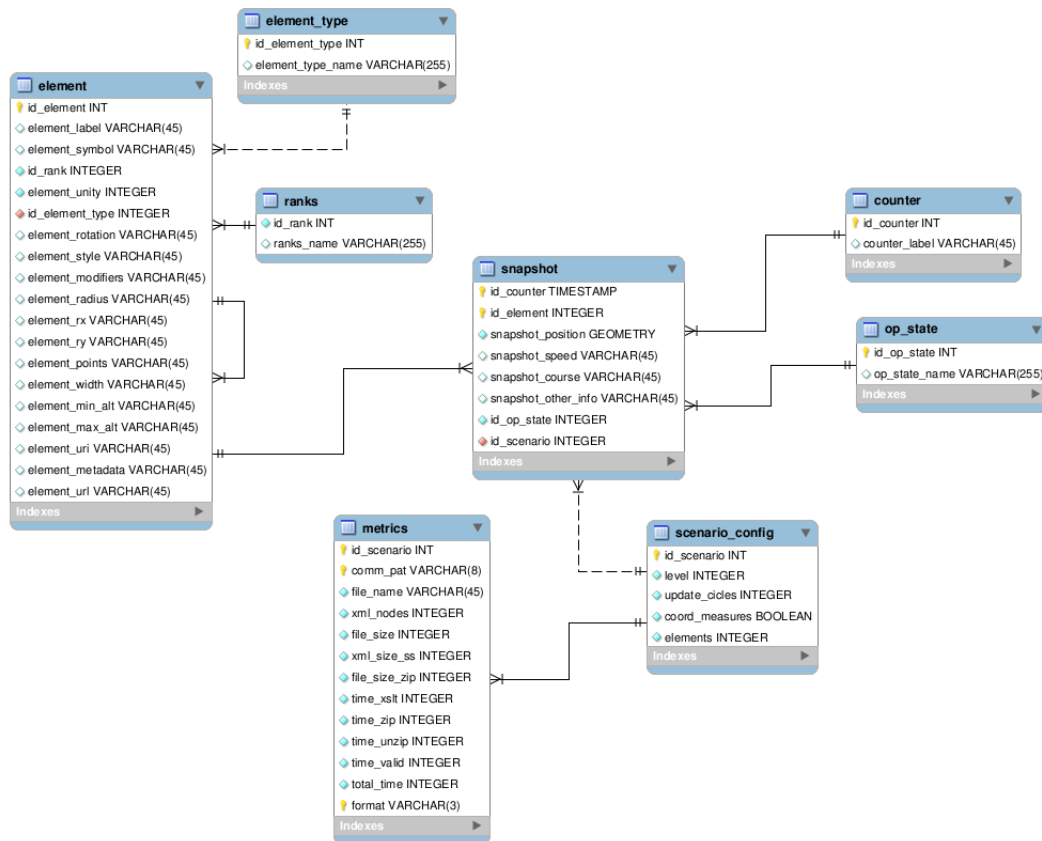 element_type
id_element_type INT
element_type_name VARCHAR(255)
Indexes
element
id_element INT
element_label VARCHAR(45)
element_symbol VARCHAR(45)
id_rank INTEGER
element_unity INTEGER
id_element_type INTEGER
element_rotation VARCHAR(45)
element_style VARCHAR(45)
element_modifiers VARCHAR(45)
element_radius VARCHAR(45)
element_rx VARCHAR(45)
element_ry VARCHAR(45)
element_points VARCHAR(45)
element_width VARCHAR(45)
element_min_alt VARCHAR(45)
element_max_alt VARCHAR(45)
element_uri VARCHAR(45)
element_metadata VARCHAR(45)
element_url VARCHAR(45)
Indexes
ranks
id_rank INT
ranks_name VARCHAR(255)
snapshot
id_counter TIMESTAMP
id_element INTEGER
snapshot_position GEOMETRY
snapshot_speed VARCHAR(45)
snapshot_course VARCHAR(45)
snapshot_other_info VARCHAR(45)
id_op_state INTEGER
id_scenario INTEGER
Indexes
counter
id_counter INT
counter_label VARCHAR(45)
Indexes
op_state
id_op_state INT
op_state_name VARCHAR(255)
Indexes
metrics
id_scenario INT
comm_pat VARCHAR(8)
file_name VARCHAR(45)
xml_nodes INTEGER
file_size INTEGER
xml_size_ss INTEGER
file_size_zip INTEGER
time_xslt INTEGER
time_zip INTEGER
time_unzip INTEGER
time_valid INTEGER
total_time INTEGER
format VARCHAR(3)
Indexes
scenario_config
id_scenario INT
level INTEGER
update_cicles INTEGER
coord_measures BOOLEAN
elements INTEGER
Indexes